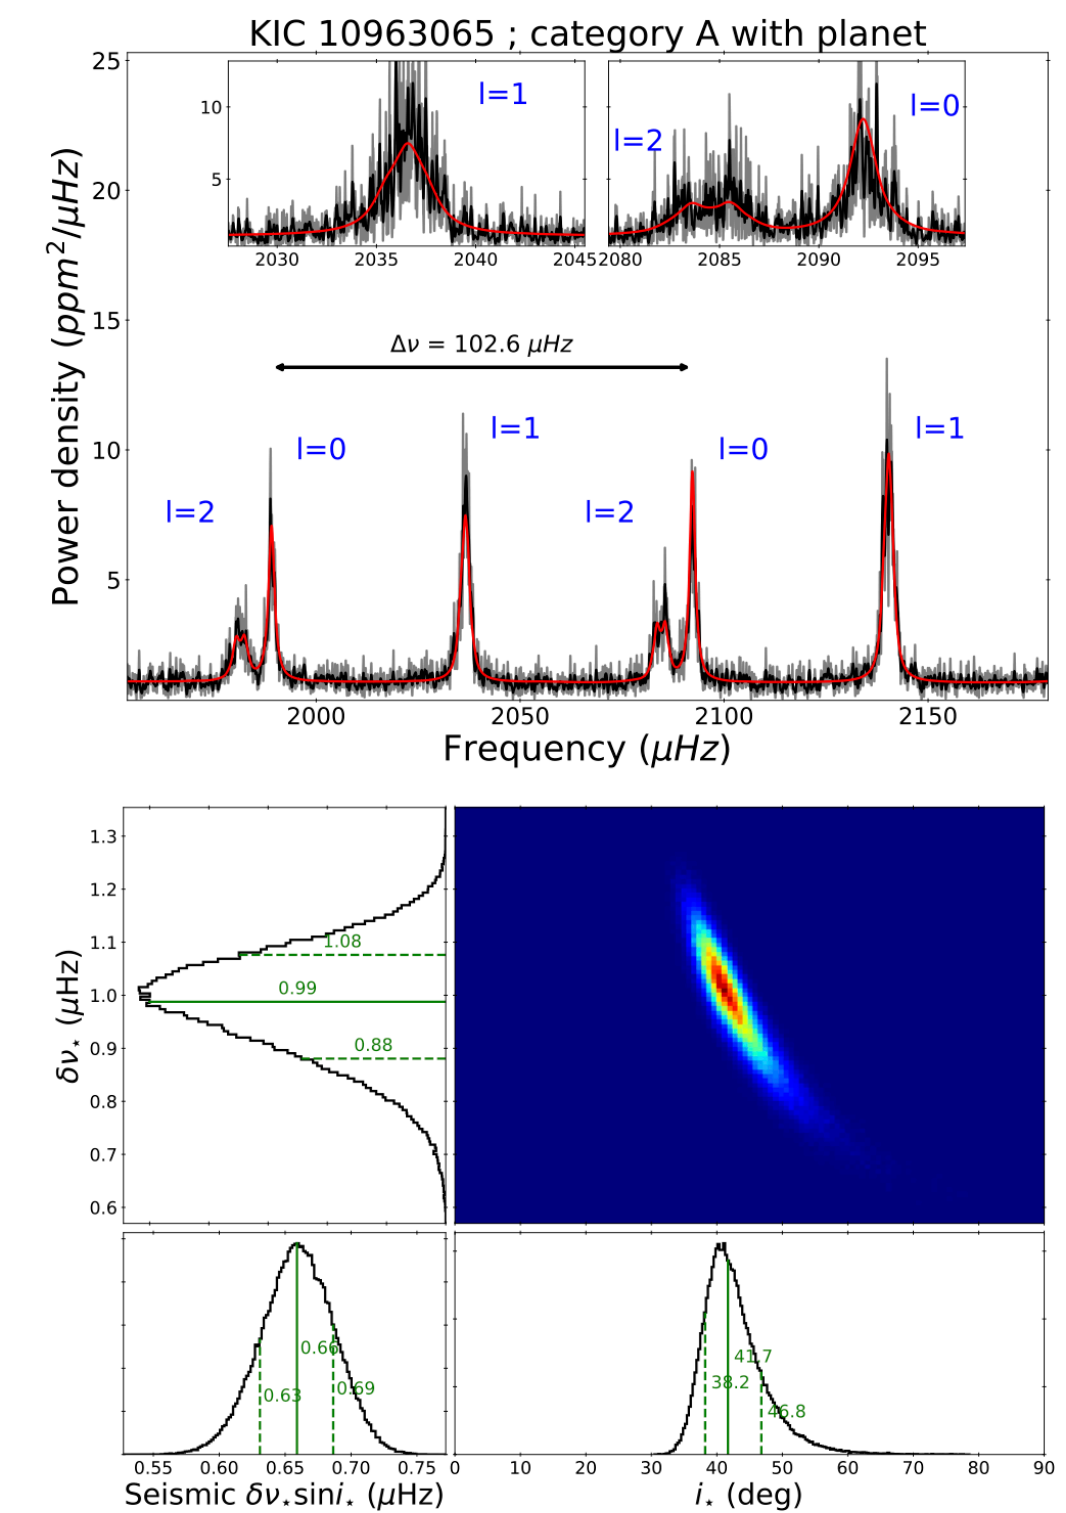 KIC 10963065 ; category A with planet
25
20
15
10
5
Power density (ppm²/μHz)
l=1
10
5
2030 2035 2040 2045
l=2
l=0
2080 2085 2090 2095
Δν = 102.6 μHz
l=2
l=0
l=1
l=2
l=0
l=1
2000 2050 2100 2150
Frequency (μHz)
1.3
1.2
1.1
1.0
0.9
0.8
0.7
0.6
δν⋆ (μHz)
1.08
0.99
0.88
0.66
0.63
0.69
0.55 0.60 0.65 0.70 0.75
Seismic δν⋆sini⋆ (μHz)
41.7
38.2
46.8
0 10 20 30 40 50 60 70 80 90
i⋆ (deg)